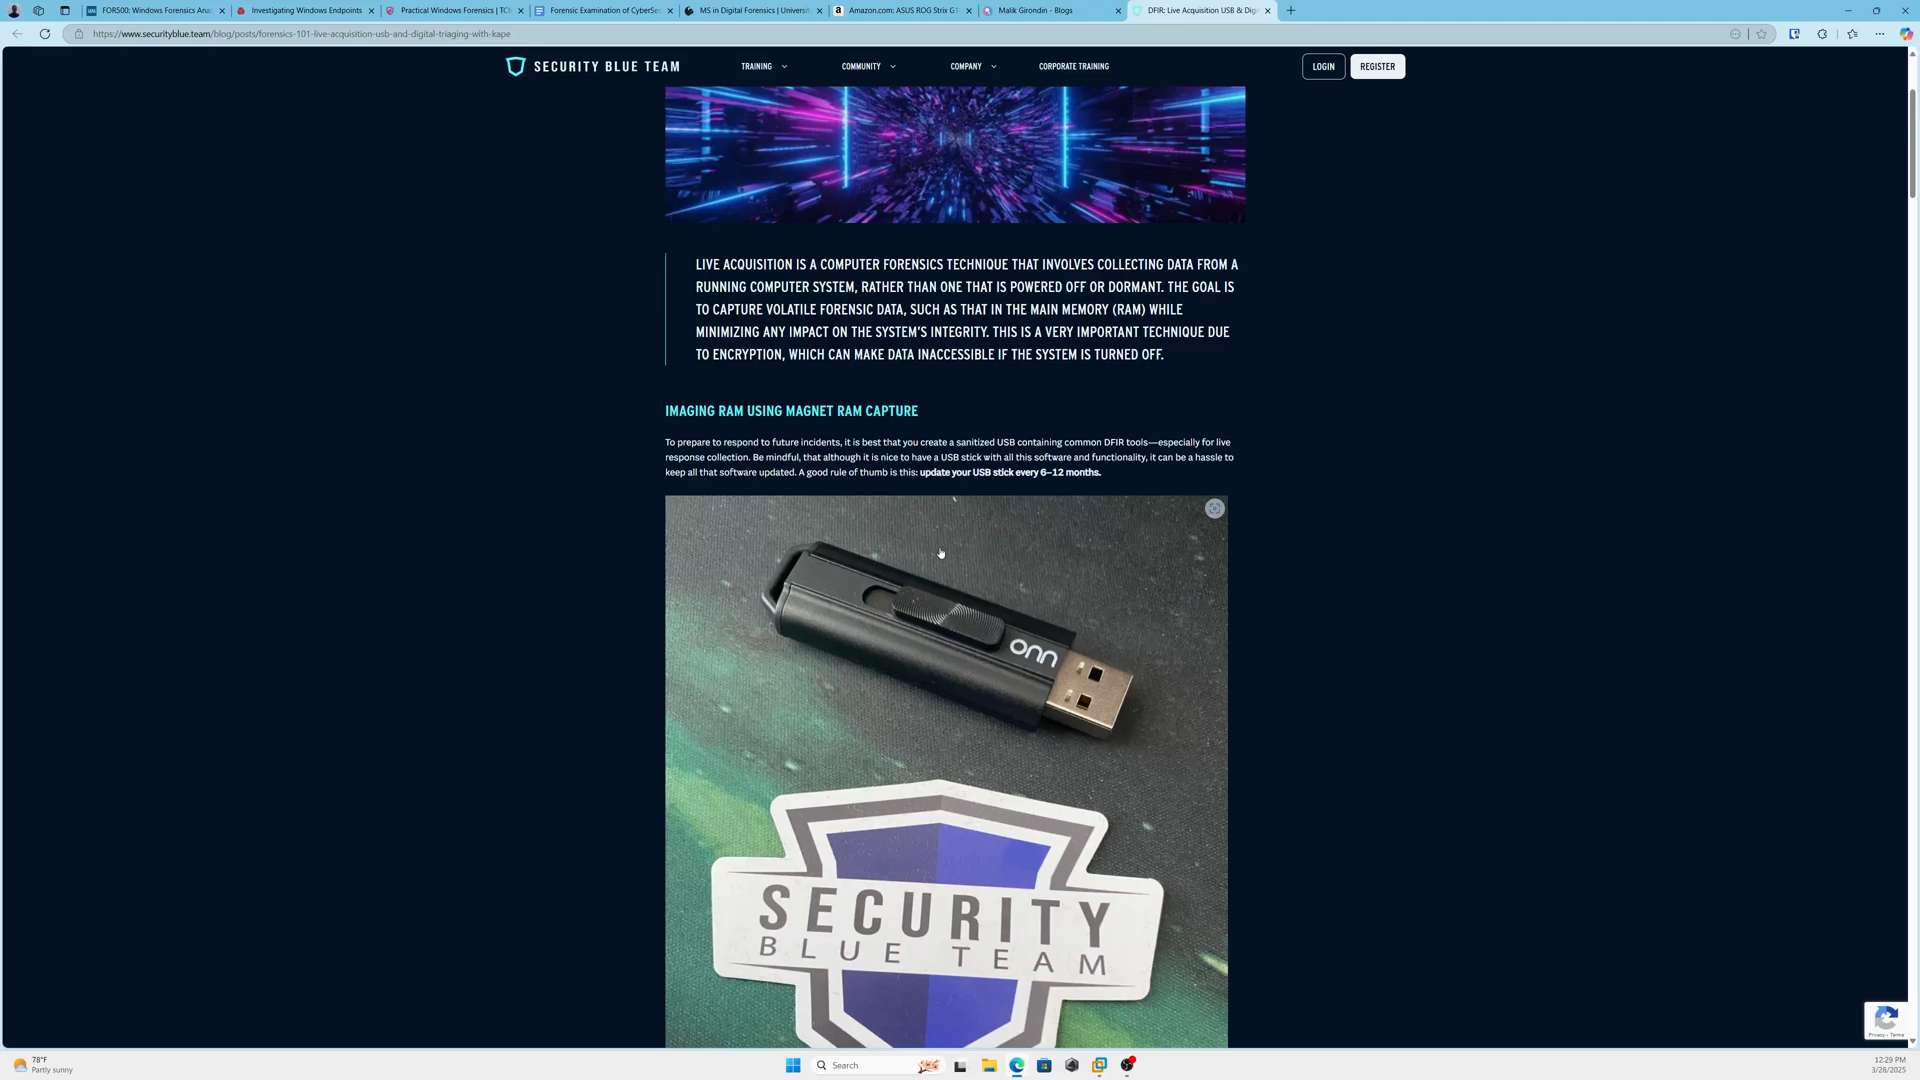 FOR500: Windows Forensics Ana
Investigating Windows Endpoints
Practical Windows Forensics | TCM
Forensic Examination of CyberSec
MS in Digital Forensics | Universit
Amazon.com: ASUS ROG Strix G1
Malik Girondin - Blogs
DFIR: Live Acquisition USB & Dig
https://www.securityblue.team/blog/posts/forensics-101-live-acquisition-usb-and-digital-triaging-with-kape
SECURITY BLUE TEAM
TRAINING
COMMUNITY
COMPANY
CORPORATE TRAINING
LOGIN
REGISTER
LIVE ACQUISITION IS A COMPUTER FORENSICS TECHNIQUE THAT INVOLVES COLLECTING DATA FROM A
RUNNING COMPUTER SYSTEM, RATHER THAN ONE THAT IS POWERED OFF OR DORMANT. THE GOAL IS
TO CAPTURE VOLATILE FORENSIC DATA, SUCH AS THAT IN THE MAIN MEMORY (RAM) WHILE
MINIMIZING ANY IMPACT ON THE SYSTEM'S INTEGRITY. THIS IS A VERY IMPORTANT TECHNIQUE DUE
TO ENCRYPTION, WHICH CAN MAKE DATA INACCESSIBLE IF THE SYSTEM IS TURNED OFF.
IMAGING RAM USING MAGNET RAM CAPTURE
To prepare to respond to future incidents, it is best that you create a sanitized USB containing common DFIR tools—especially for live
response collection. Be mindful, that although it is nice to have a USB stick with all this software and functionality, it can be a hassle to
keep all that software updated. A good rule of thumb is this: update your USB stick every 6–12 months.
onn
SECURITY
BLUE TEAM
Privacy - Terms
78°F
Partly sunny
Search
12:29 PM
3/28/2025